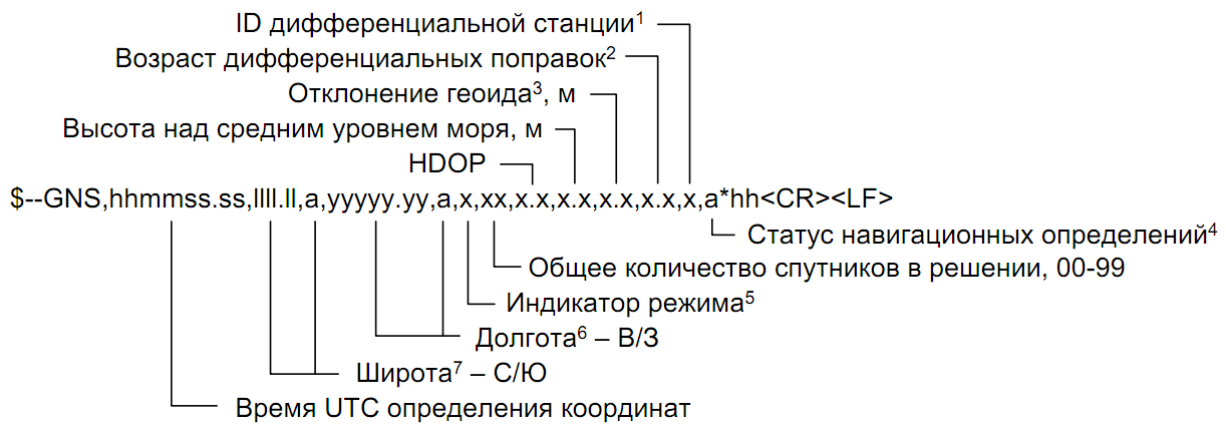 ID дифференциальной станции¹
Возраст дифференциальных поправок²
Отклонение геоида³, м
Высота над средним уровнем моря, м
HDOP
$--GNS,hhmmss.ss,llll.ll,a,yyyyy.yy,a,x,xx,x.x,x.x,x.x,x.x,x,a*hh<CR><LF>
Статус навигационных определений⁴
Общее количество спутников в решении, 00-99
Индикатор режима⁵
Долгота⁶ – В/З
Широта⁷ – С/Ю
Время UTC определения координат